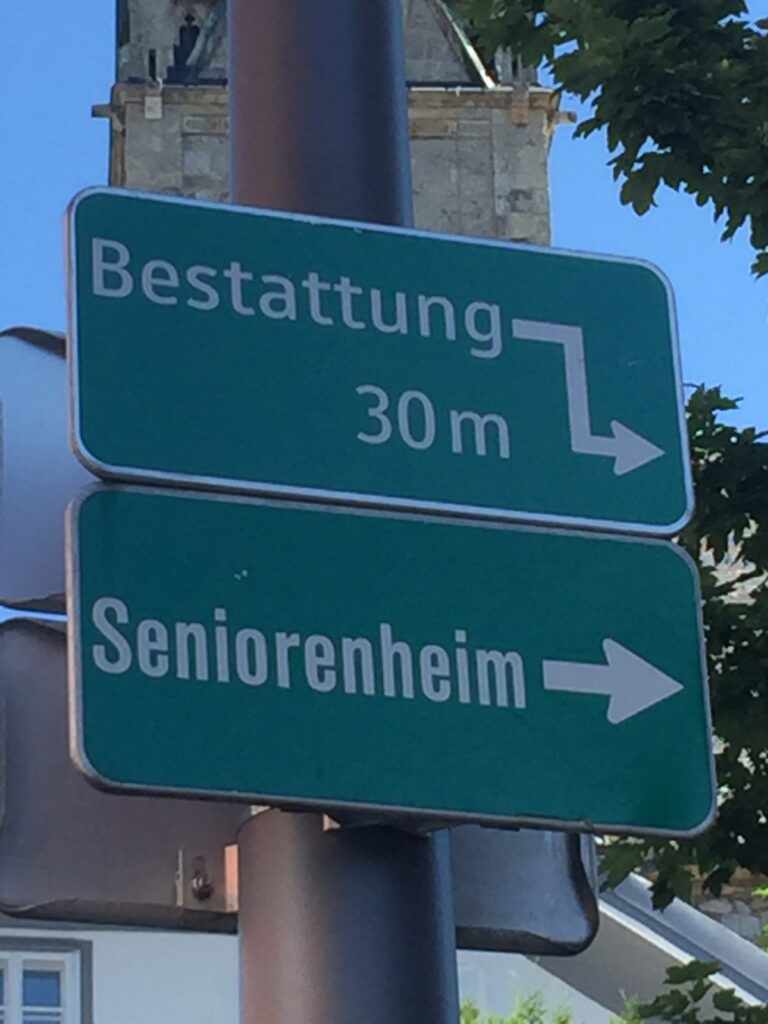 Bestattung
30 m
Seniorenheim